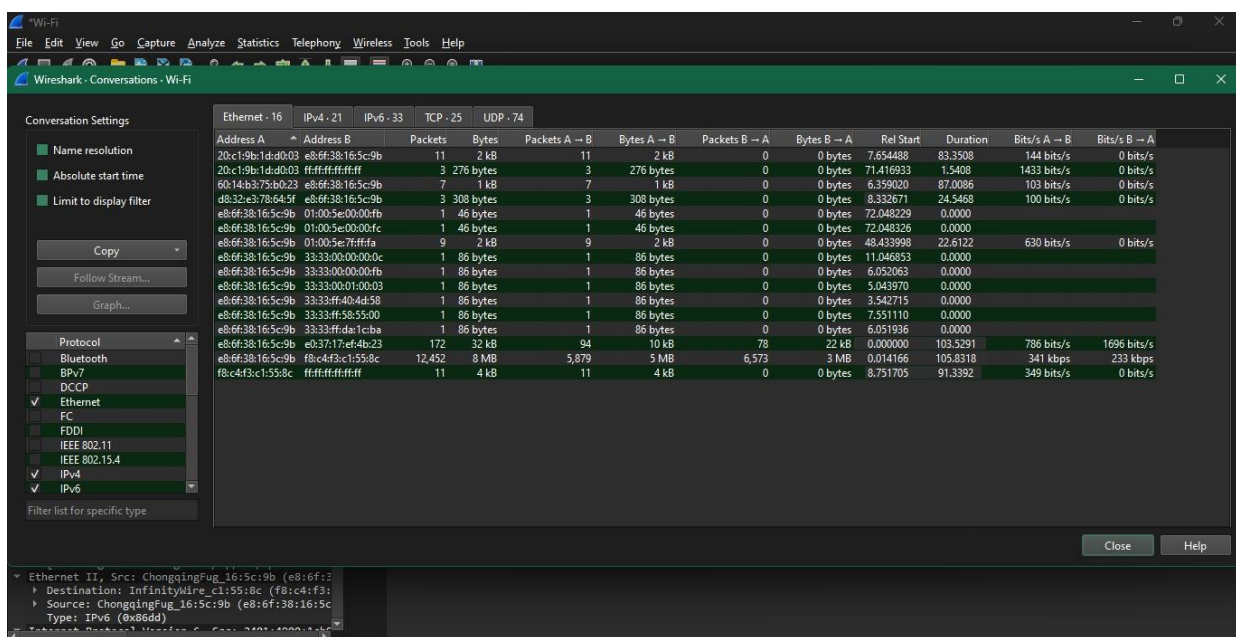 *Wi-Fi
File Edit View Go Capture Analyze Statistics Telephony Wireless Tools Help
Wireshark · Conversations · Wi-Fi
Conversation Settings
Name resolution
Absolute start time
Limit to display filter
Copy
Follow Stream...
Graph...
Protocol
Bluetooth
BPv7
DCCP
Ethernet
FC
FDDI
IEEE 802.11
IEEE 802.15.4
IPv4
IPv6
Filter list for specific type
Ethernet · 16 IPv4 · 21 IPv6 · 33 TCP · 25 UDP · 74
Address A Address B Packets Bytes Packets A → B Bytes A → B Packets B → A Bytes B → A Rel Start Duration Bits/s A → B Bits/s B → A
20:c1:9b:1d:d0:03 e8:6f:38:16:5c:9b 11 2 kB 11 2 kB 0 0 bytes 7.654488 83.3508 144 bits/s 0 bits/s
20:c1:9b:1d:d0:03 ff:ff:ff:ff:ff:ff 3 276 bytes 3 276 bytes 0 0 bytes 71.416933 1.5408 1433 bits/s 0 bits/s
60:14:b3:75:b0:23 e8:6f:38:16:5c:9b 7 1 kB 7 1 kB 0 0 bytes 6.359020 87.0086 103 bits/s 0 bits/s
d8:32:e3:78:64:5f e8:6f:38:16:5c:9b 3 308 bytes 3 308 bytes 0 0 bytes 8.332671 24.5468 100 bits/s 0 bits/s
e8:6f:38:16:5c:9b 01:00:5e:00:00:fb 1 46 bytes 1 46 bytes 0 0 bytes 72.048229 0.0000
e8:6f:38:16:5c:9b 01:00:5e:00:00:fc 1 46 bytes 1 46 bytes 0 0 bytes 72.048326 0.0000
e8:6f:38:16:5c:9b 01:00:5e:7f:ff:fa 9 2 kB 9 2 kB 0 0 bytes 48.433998 22.6122 630 bits/s 0 bits/s
e8:6f:38:16:5c:9b 33:33:00:00:00:0c 1 86 bytes 1 86 bytes 0 0 bytes 11.046853 0.0000
e8:6f:38:16:5c:9b 33:33:00:00:00:fb 1 86 bytes 1 86 bytes 0 0 bytes 6.052063 0.0000
e8:6f:38:16:5c:9b 33:33:00:01:00:03 1 86 bytes 1 86 bytes 0 0 bytes 5.043970 0.0000
e8:6f:38:16:5c:9b 33:33:ff:40:4d:58 1 86 bytes 1 86 bytes 0 0 bytes 3.542715 0.0000
e8:6f:38:16:5c:9b 33:33:ff:58:55:00 1 86 bytes 1 86 bytes 0 0 bytes 7.551110 0.0000
e8:6f:38:16:5c:9b 33:33:ff:da:1c:ba 1 86 bytes 1 86 bytes 0 0 bytes 6.051936 0.0000
e8:6f:38:16:5c:9b e0:37:17:ef:4b:23 172 32 kB 94 10 kB 78 22 kB 0.000000 103.5291 786 bits/s 1696 bits/s
e8:6f:38:16:5c:9b f8:c4:f3:c1:55:8c 12,452 8 MB 5,879 5 MB 6,573 3 MB 0.014166 105.8318 341 kbps 233 kbps
f8:c4:f3:c1:55:8c ff:ff:ff:ff:ff:ff 11 4 kB 11 4 kB 0 0 bytes 8.751705 91.3392 349 bits/s 0 bits/s
Close Help
Ethernet II, Src: ChongqingFug_16:5c:9b (e8:6f:3
Destination: InfinityWire_c1:55:8c (f8:c4:f3:
Source: ChongqingFug_16:5c:9b (e8:6f:38:16:5c
Type: IPv6 (0x86dd)